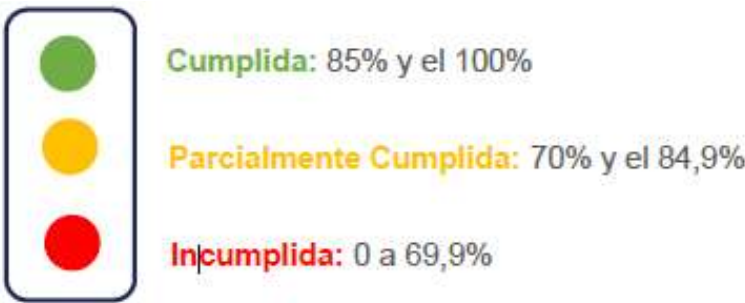 Cumplida: 85% y el 100%
Parcialmente Cumplida: 70% y el 84,9%
Incumplida: 0 a 69,9%